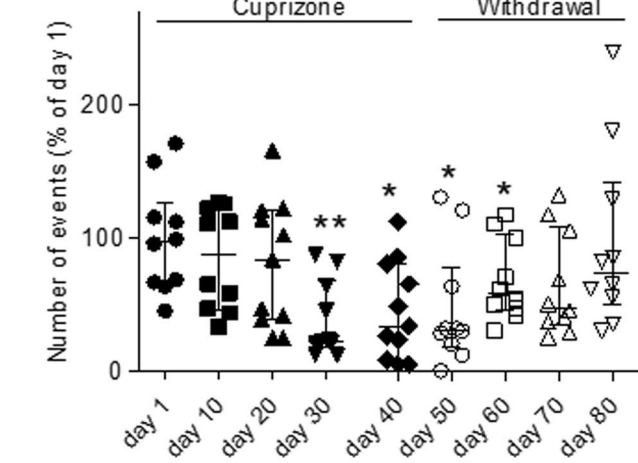 Cuprizone Withdrawal
Number of events (% of day 1)
200
100
0
** * * *
day 1 day 10 day 20 day 30 day 40 day 50 day 60 day 70 day 80